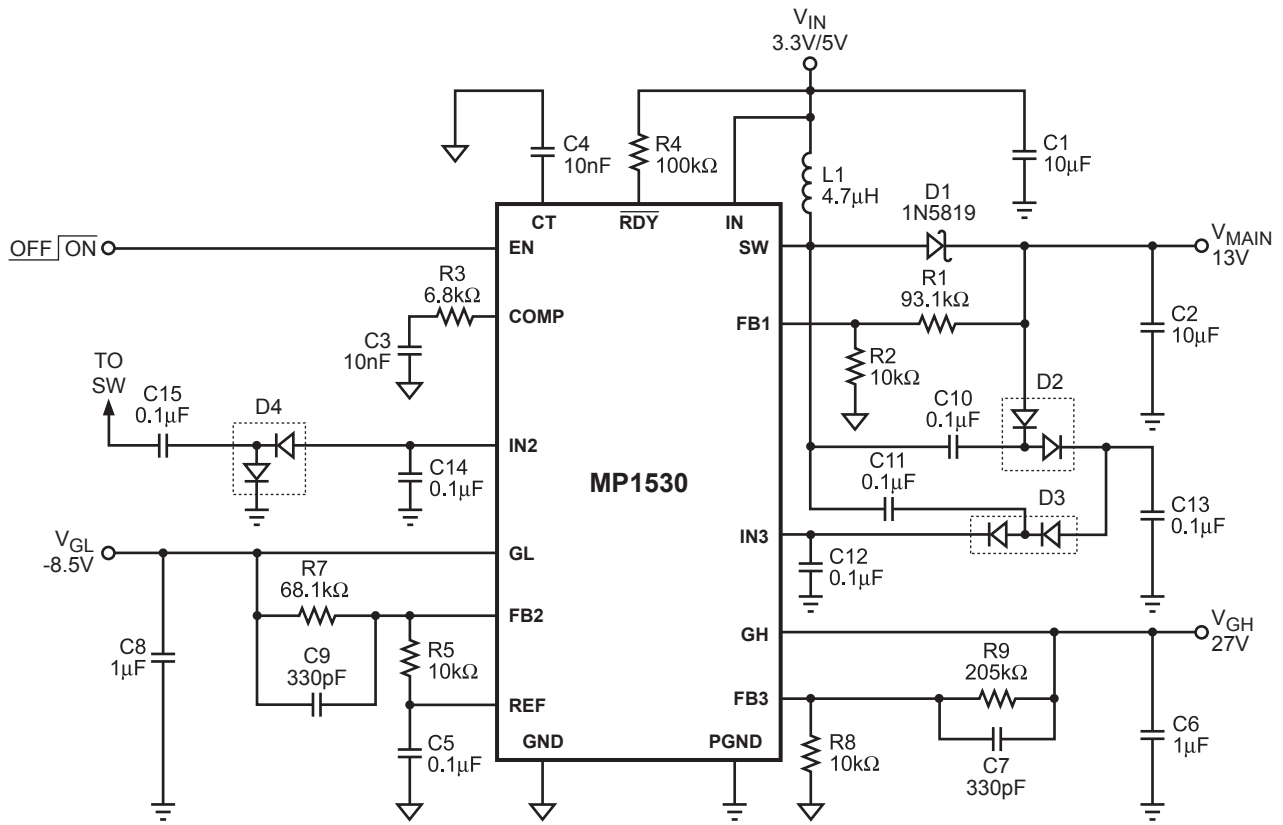 V_IN
3.3V/5V
C4
10nF
R4
100kΩ
C1
10μF
L1
4.7μH
D1
1N5819
CT
RDY
IN
SW
V_MAIN
13V
OFF ON
EN
R3
6.8kΩ
R1
93.1kΩ
COMP
FB1
C3
10nF
R2
10kΩ
C2
10μF
TO
SW
C15
0.1μF
D4
C10
0.1μF
D2
IN2
C14
0.1μF
MP1530
C11
0.1μF
D3
C13
0.1μF
IN3
C12
0.1μF
V_GL
-8.5V
GL
R7
68.1kΩ
FB2
GH
V_GH
27V
C8
1μF
C9
330pF
R5
10kΩ
R9
205kΩ
FB3
REF
C5
0.1μF
GND
PGND
R8
10kΩ
C7
330pF
C6
1μF